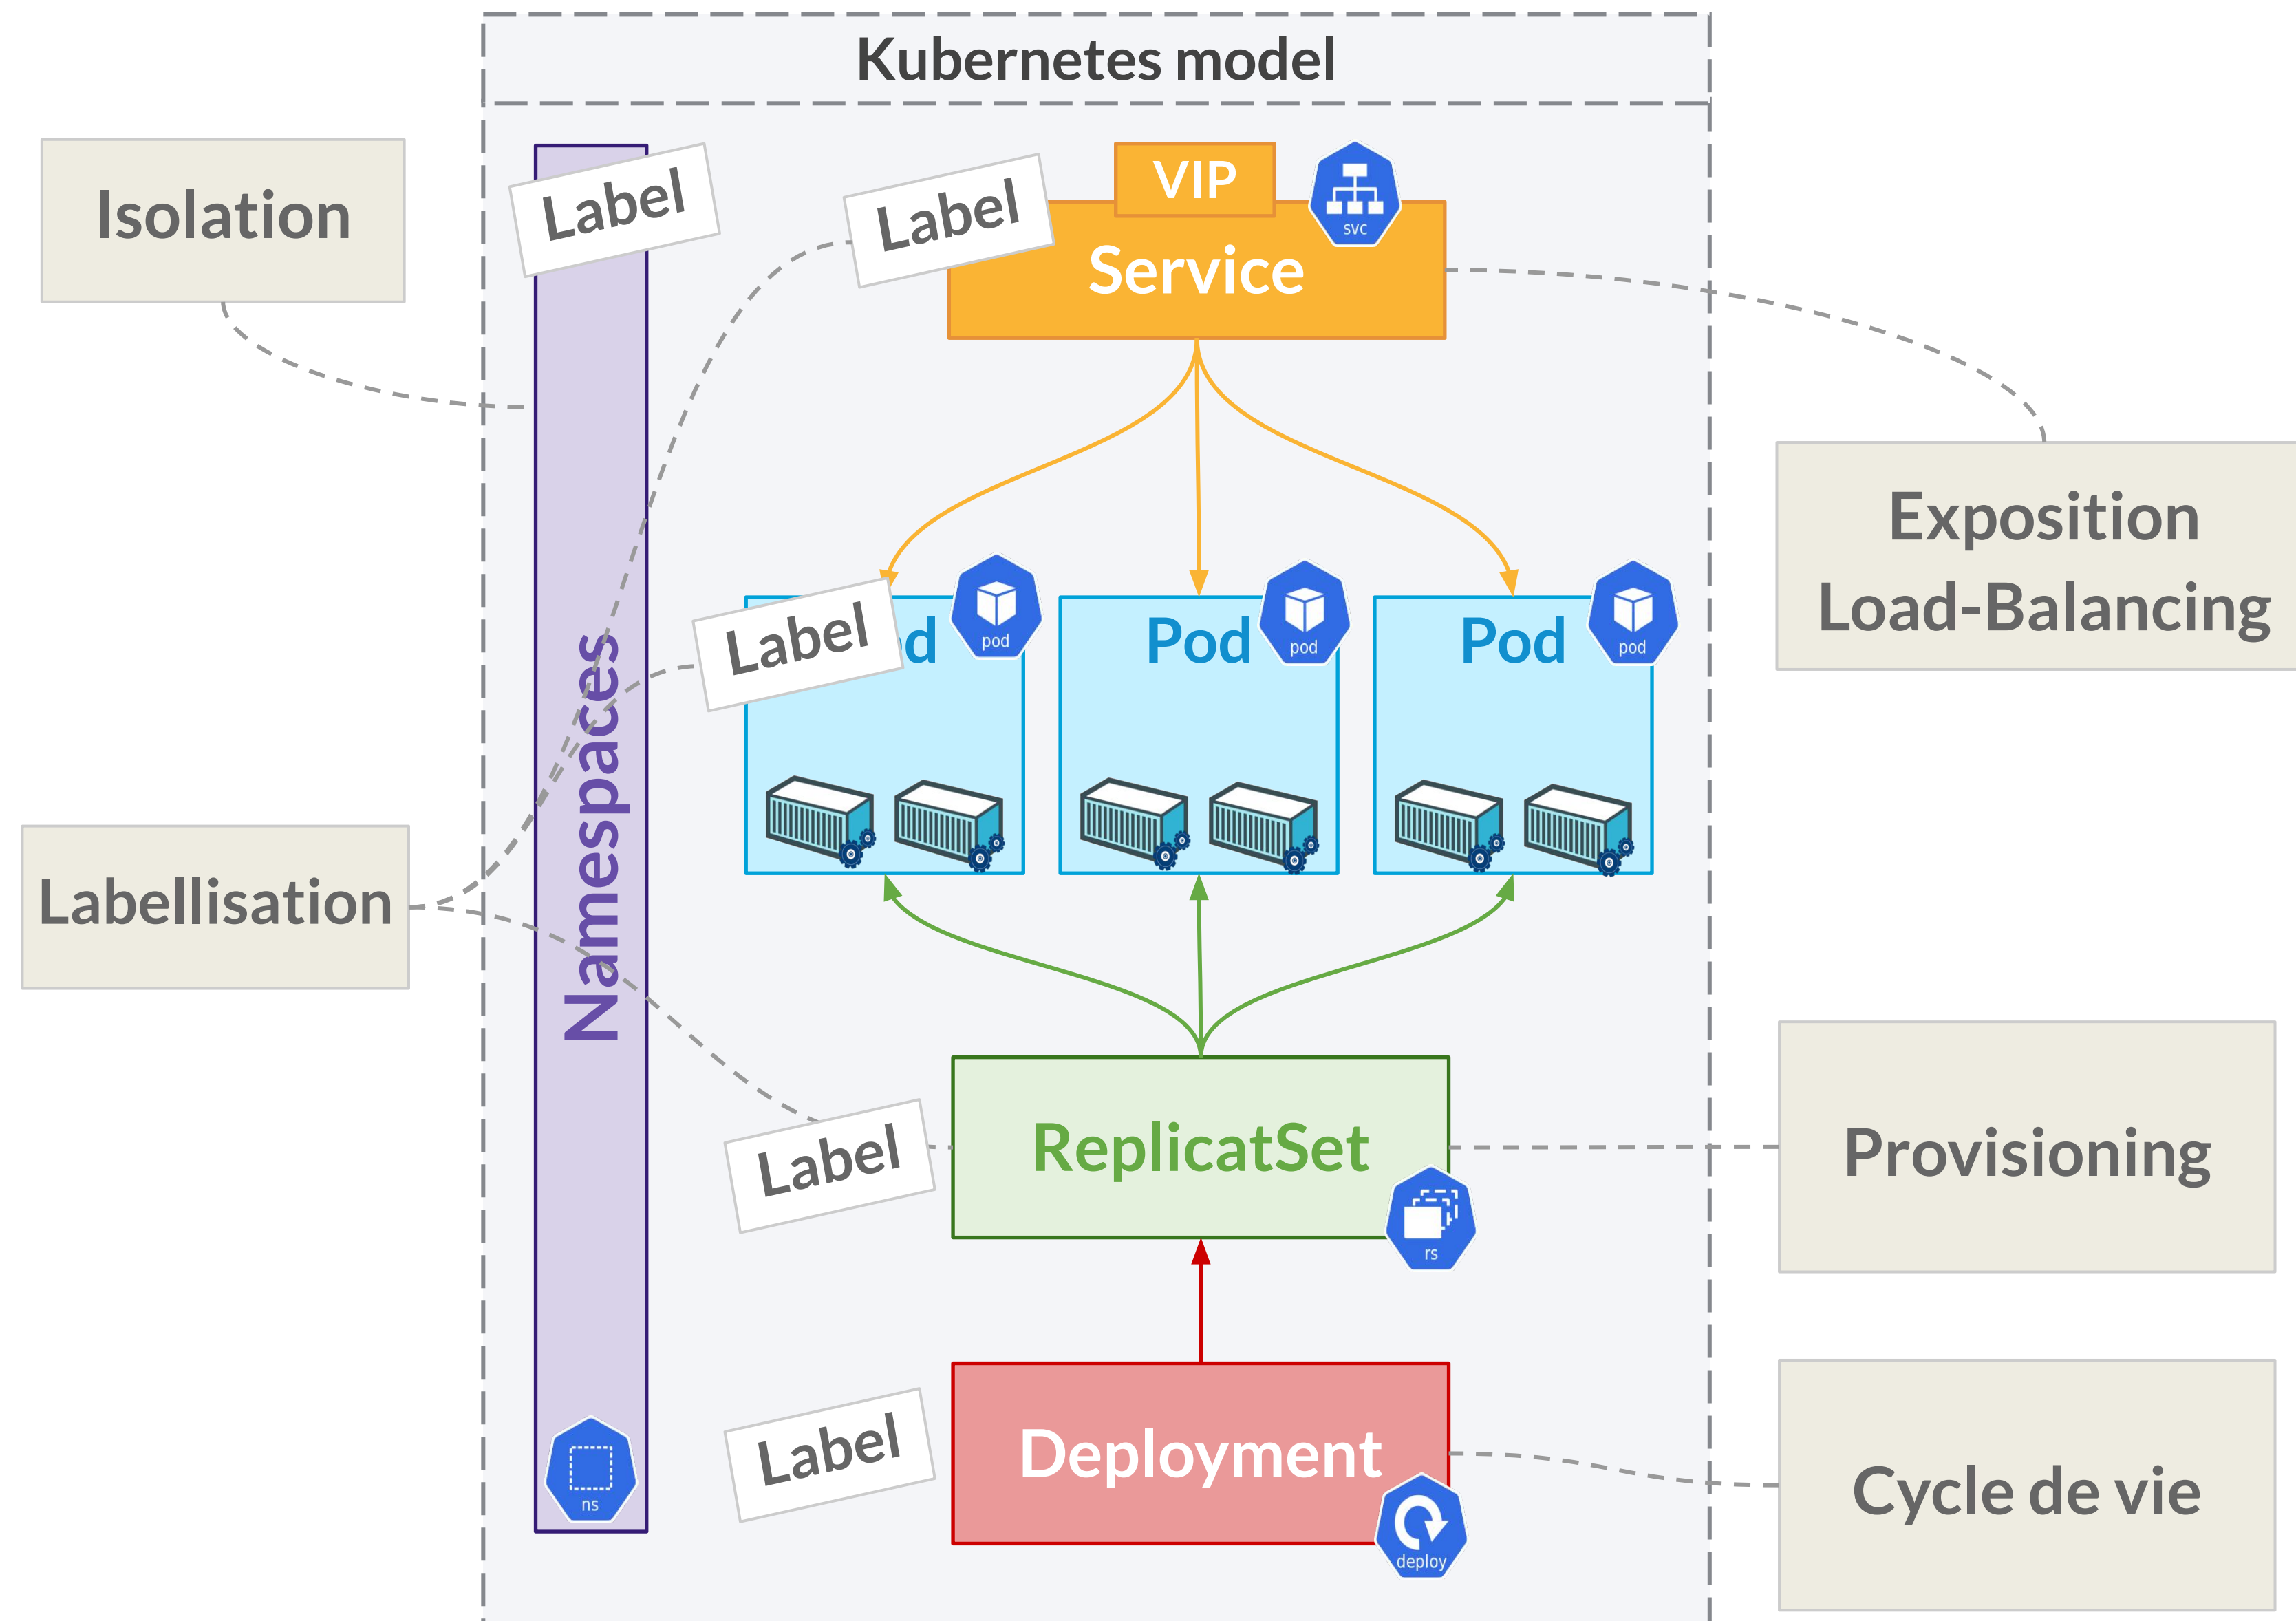 Kubernetes model
Isolation
Label
Label
VIP
svc
Service
Exposition
Load-Balancing
Label
od
pod
Pod
pod
Pod
pod
Namespaces
Labellisation
Label
ReplicatSet
rs
Provisioning
Label
Deployment
deploy
Cycle de vie
ns